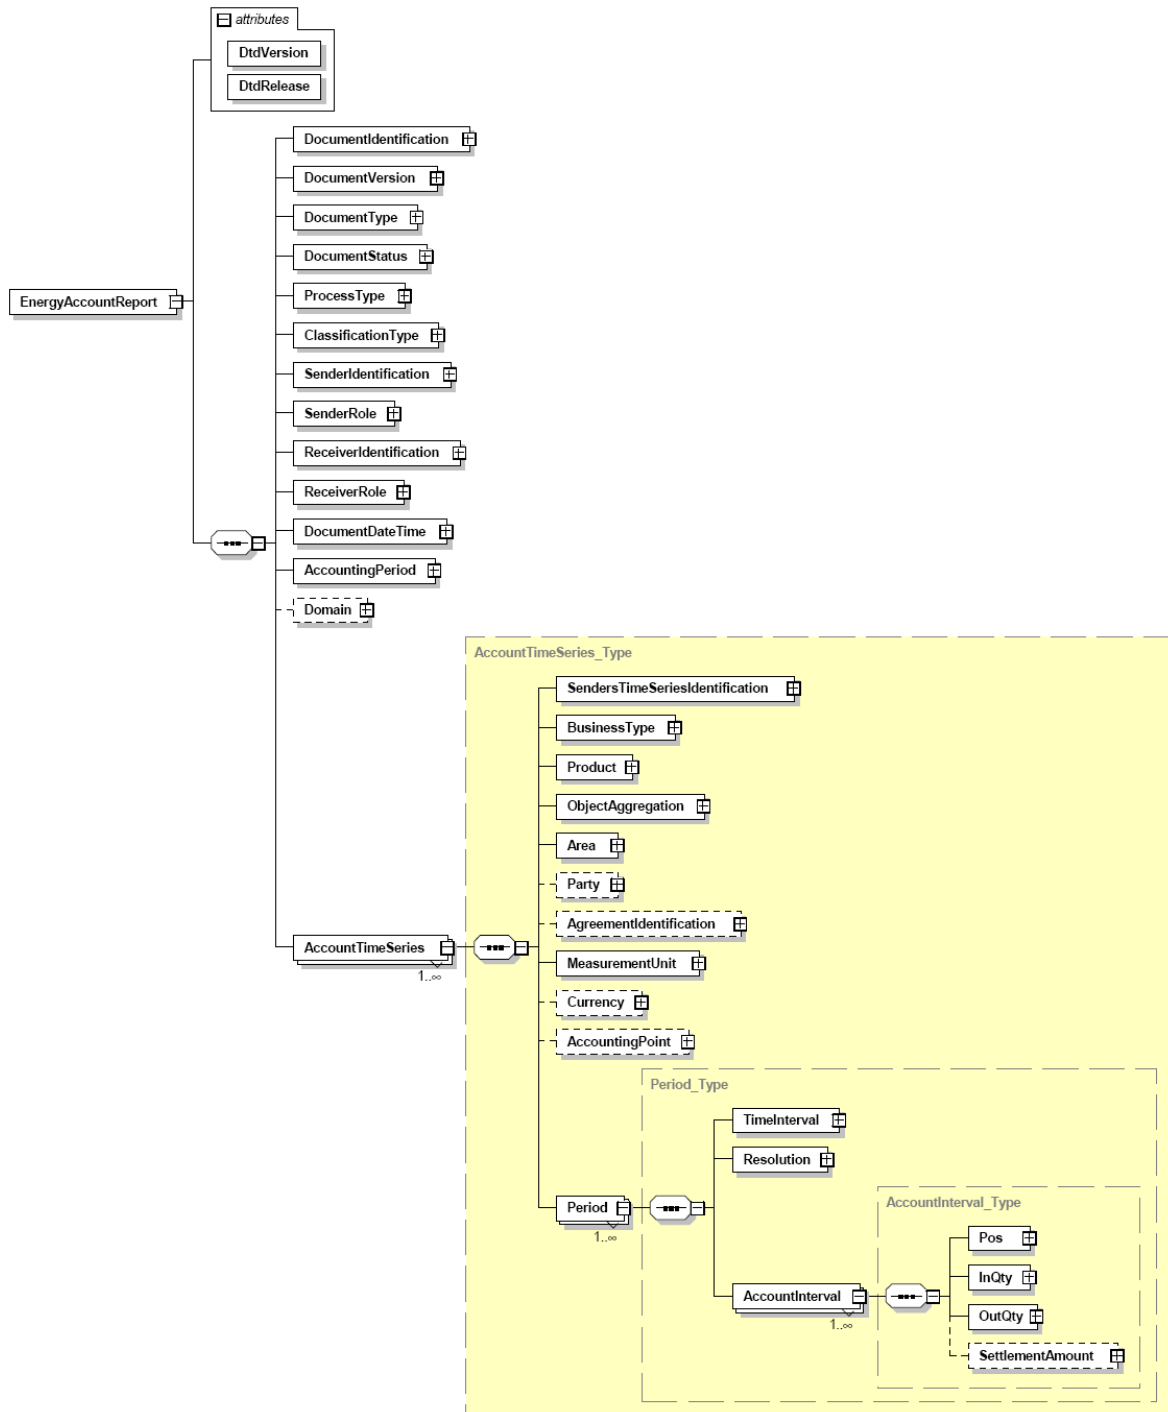 attributes
DtdVersion
DtdRelease
DocumentIdentification
DocumentVersion
DocumentType
DocumentStatus
EnergyAccountReport
ProcessType
ClassificationType
SenderIdentification
SenderRole
ReceiverIdentification
ReceiverRole
DocumentDateTime
AccountingPeriod
Domain
AccountTimeSeries_Type
SendersTimeSeriesIdentification
BusinessType
Product
ObjectAggregation
Area
Party
AgreementIdentification
AccountTimeSeries
1..∞
MeasurementUnit
Currency
AccountingPoint
Period_Type
TimeInterval
Resolution
Period
1..∞
AccountInterval_Type
Pos
InQty
AccountInterval
1..∞
OutQty
SettlementAmount